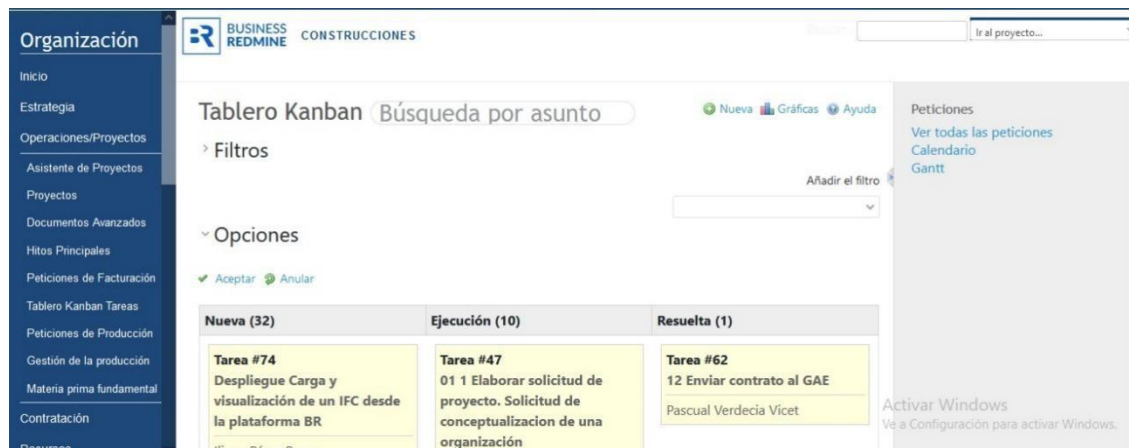 Organización
Inicio
Estrategia
Operaciones/Proyectos
Asistente de Proyectos
Proyectos
Documentos Avanzados
Hitos Principales
Peticiones de Facturación
Tablero Kanban Tareas
Peticiones de Producción
Gestión de la producción
Materia prima fundamental
Contratación
BUSINESS
REDMINE
CONSTRUCCIONES
Ir al proyecto...
Tablero Kanban Búsqueda por asunto
Nueva Gráficas Ayuda
Filtros
Añadir el filtro
Opciones
Aceptar Anular
Nueva (32) Ejecución (10) Resuelta (1)
Tarea #74
Despliegue Carga y
visualización de un IFC desde
la plataforma BR
Tarea #47
01 1 Elaborar solicitud de
proyecto. Solicitud de
conceptualizacion de una
organización
Tarea #62
12 Enviar contrato al GAE
Pascual Verdecia Vicet
Peticiones
Ver todas las peticiones
Calendario
Gantt
Activar Windows
Ve a Configuración para activar Windows.